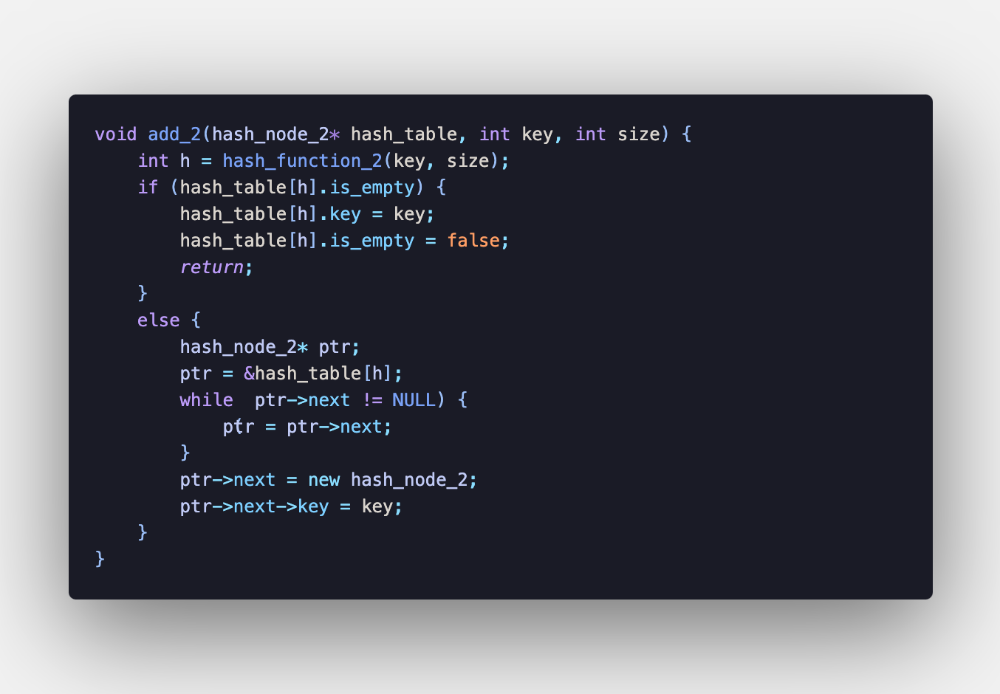 void add_2(hash_node_2* hash_table, int key, int size) {
    int h = hash_function_2(key, size);
    if (hash_table[h].is_empty) {
        hash_table[h].key = key;
        hash_table[h].is_empty = false;
        return;
    }
    else {
        hash_node_2* ptr;
        ptr = &hash_table[h];
        while  ptr->next != NULL) {
            ptr = ptr->next;
        }
        ptr->next = new hash_node_2;
        ptr->next->key = key;
    }
}